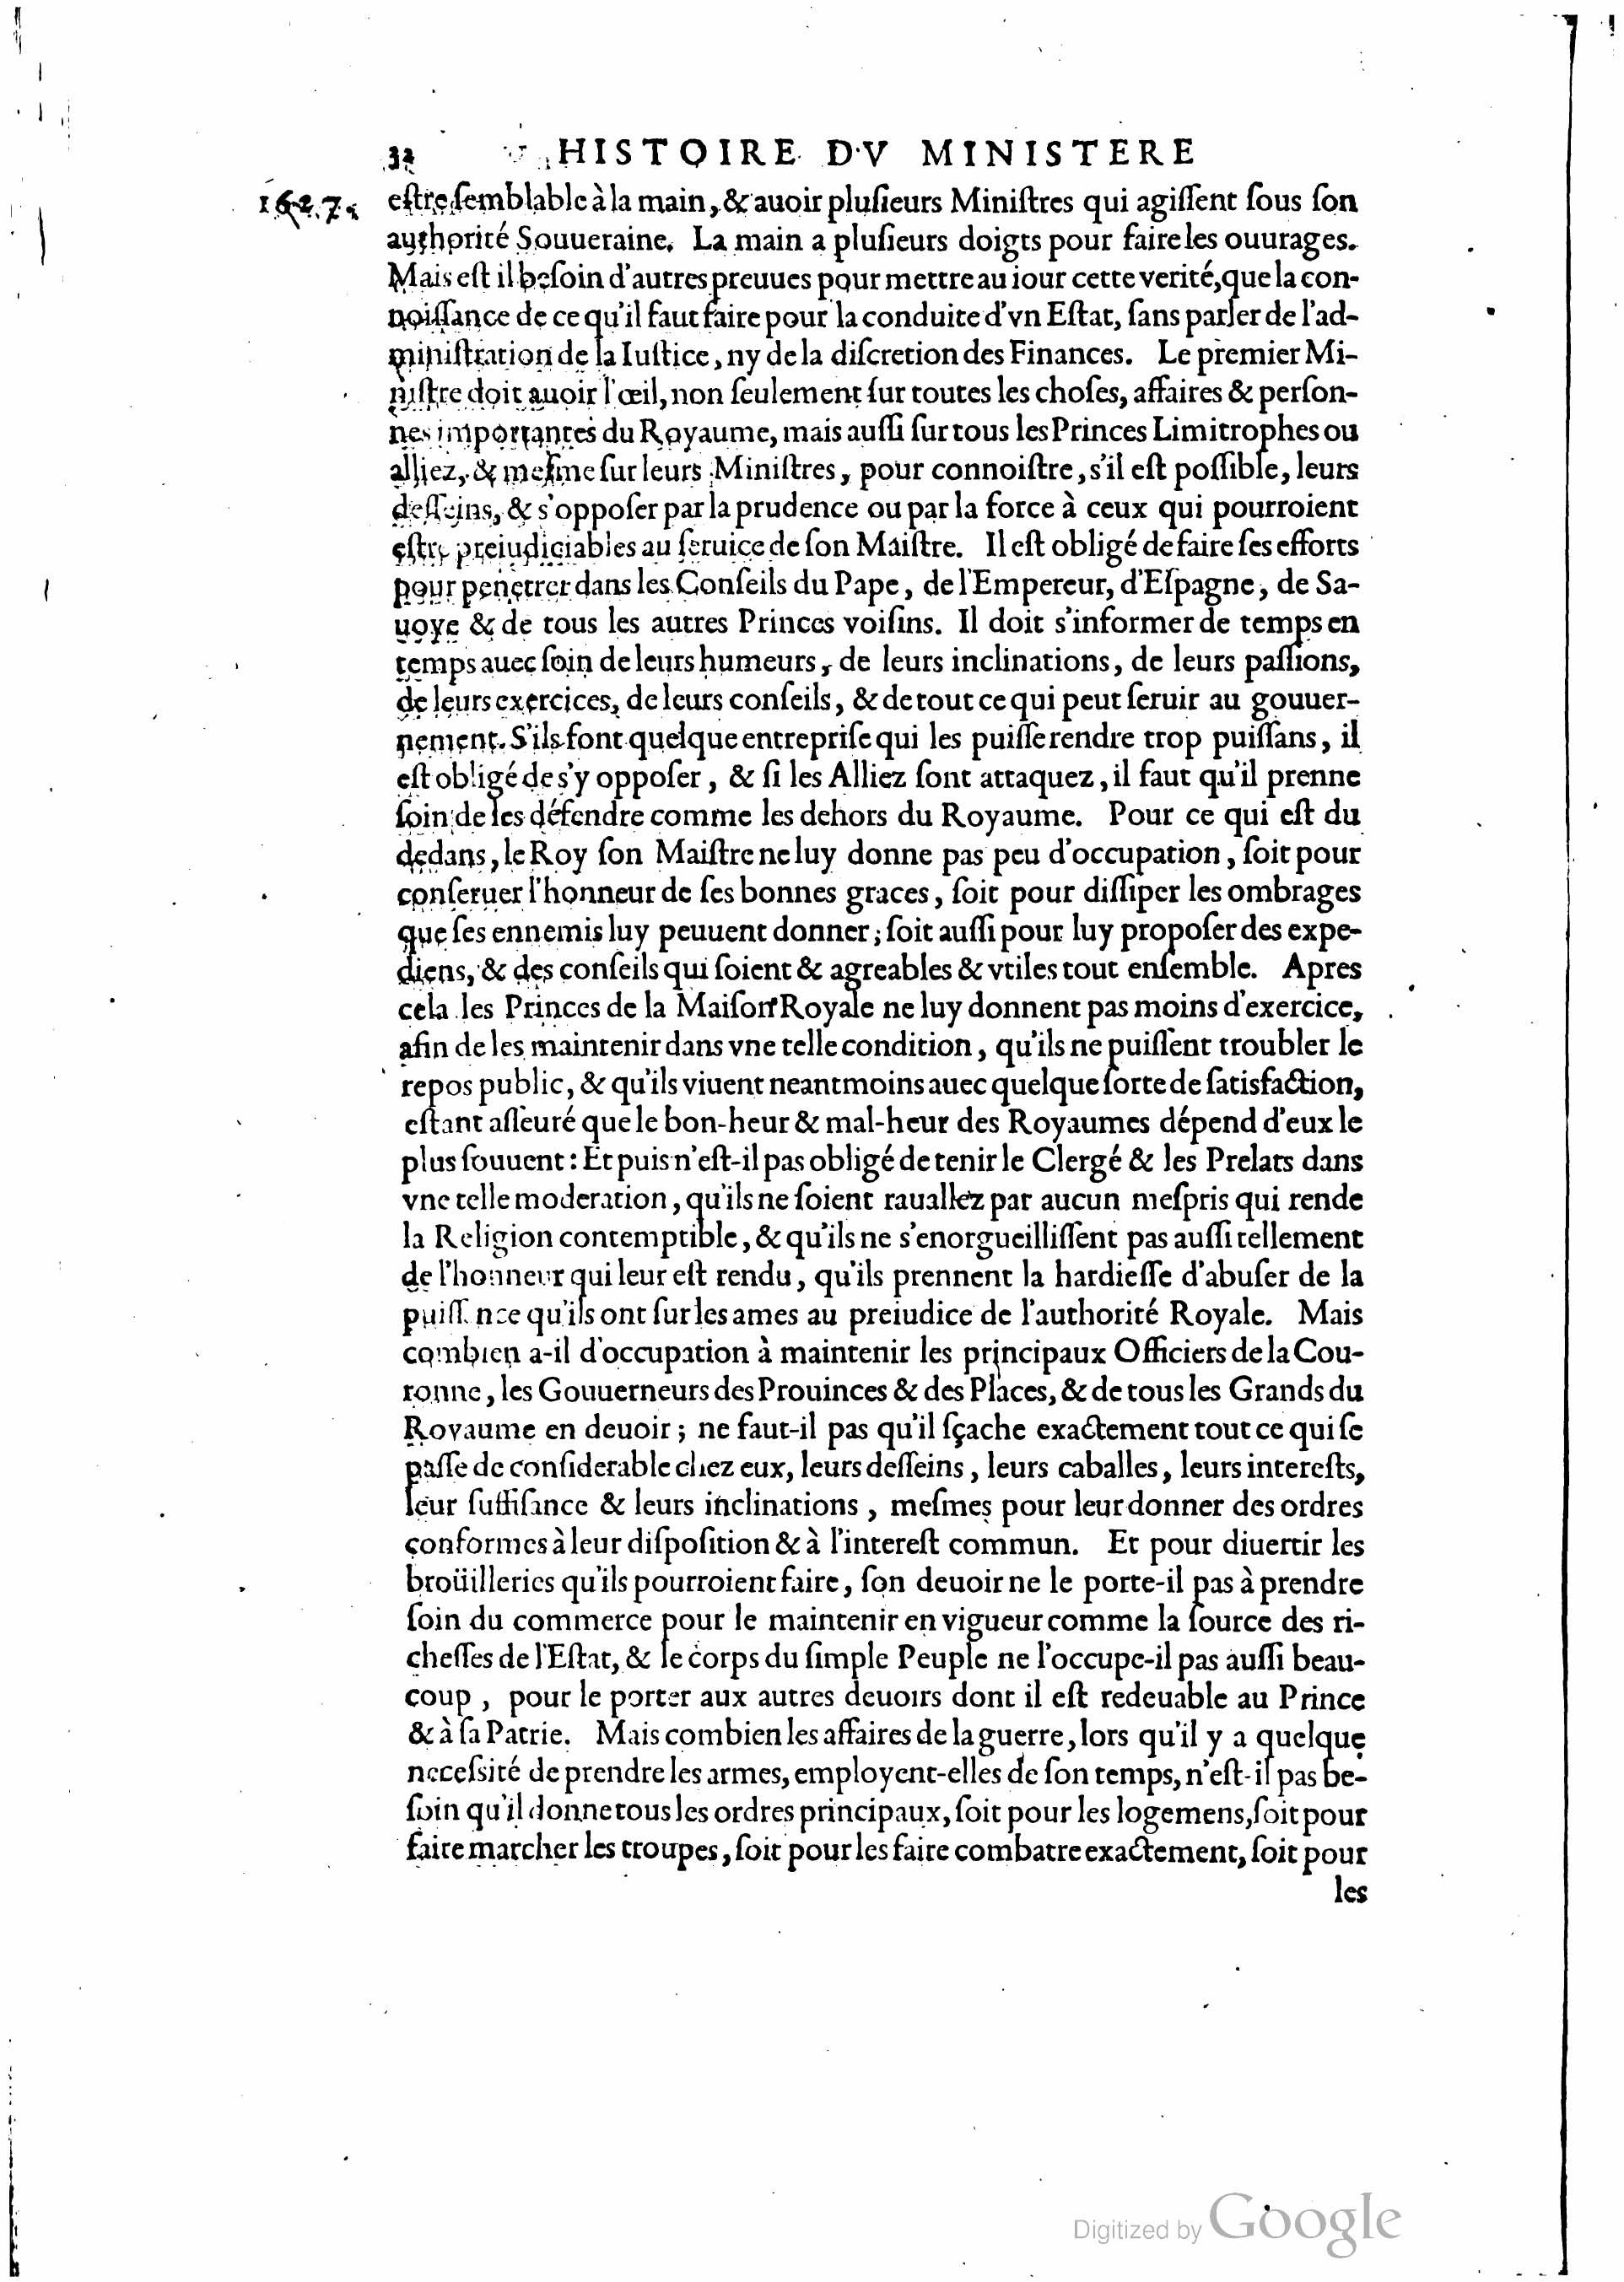 32 HISTOIRE DV MINISTERE
1627. eſtre ſemblable à la main, & auoir pluſieurs Miniſtres qui agiſſent ſous ſon
authorité Souueraine. La main a pluſieurs doigts pour faire les ouurages.
Mais eſt il beſoin d'autres preuues pour mettre au iour cette verité, que la con-
noiſſance de ce qu'il faut faire pour la conduite d'vn Eſtat, ſans parler de l'ad-
miniſtration de la Iuſtice, ny de la diſcretion des Finances. Le premier Mi-
niſtre doit auoir l'œil, non ſeulement ſur toutes les choſes, affaires & perſon-
nes importantes du Royaume, mais auſſi ſur tous les Princes Limitrophes ou
alliez, & meſme ſur leurs Miniſtres, pour connoiſtre, s'il eſt poſſible, leurs
deſſeins, & s'oppoſer par la prudence ou par la force à ceux qui pourroient
eſtre preiudiciables au ſeruice de ſon Maiſtre. Il eſt obligé de faire ſes efforts
pour penetrer dans les Conſeils du Pape, de l'Empereur, d'Eſpagne, de Sa-
uoye & de tous les autres Princes voiſins. Il doit s'informer de temps en
temps auec ſoin de leurs humeurs, de leurs inclinations, de leurs paſſions,
de leurs exercices, de leurs conſeils, & de tout ce qui peut ſeruir au gouuer-
nement. S'ils font quelque entrepriſe qui les puiſſe rendre trop puiſſans, il
eſt obligé de s'y oppoſer, & ſi les Alliez ſont attaquez, il faut qu'il prenne
ſoin de les défendre comme les dehors du Royaume. Pour ce qui eſt du
dedans, le Roy ſon Maiſtre ne luy donne pas peu d'occupation, ſoit pour
conſeruer l'honneur de ſes bonnes graces, ſoit pour diſſiper les ombrages
que ſes ennemis luy peuuent donner; ſoit auſſi pour luy propoſer des expe-
diens, & des conſeils qui ſoient & agreables & vtiles tout enſemble. Apres
cela les Princes de la Maiſon Royale ne luy donnent pas moins d'exercice,
afin de les maintenir dans vne telle condition, qu'ils ne puiſſent troubler le
repos public, & qu'ils viuent neantmoins auec quelque ſorte de ſatisfaction,
eſtant aſſeuré que le bon-heur & mal-heur des Royaumes dépend d'eux le
plus ſouuent: Et puis n'eſt-il pas obligé de tenir le Clergé & les Prelats dans
vne telle moderation, qu'ils ne ſoient rauallez par aucun meſpris qui rende
la Religion contemptible, & qu'ils ne s'enorgueilliſſent pas auſſi tellement
de l'honneur qui leur eſt rendu, qu'ils prennent la hardieſſe d'abuſer de la
puiſſance qu'ils ont ſur les ames au preiudice de l'authorité Royale. Mais
combien a-il d'occupation à maintenir les principaux Officiers de la Cou-
ronne, les Gouuerneurs des Prouinces & des Places, & de tous les Grands du
Royaume en deuoir; ne faut-il pas qu'il ſçache exactement tout ce qui ſe
paſſe de conſiderable chez eux, leurs deſſeins, leurs caballes, leurs intereſts,
leur ſuffiſance & leurs inclinations, meſmes pour leur donner des ordres
conformes à leur diſpoſition & à l'intereſt commun. Et pour diuertir les
broüilleries qu'ils pourroient faire, ſon deuoir ne le porte-il pas à prendre
ſoin du commerce pour le maintenir en vigueur comme la ſource des ri-
cheſſes de l'Eſtat, & le corps du ſimple Peuple ne l'occupe-il pas auſſi beau-
coup, pour le porter aux autres deuoirs dont il eſt redeuable au Prince
& à ſa Patrie. Mais combien les affaires de la guerre, lors qu'il y a quelque
neceſsité de prendre les armes, employent-elles de ſon temps, n'eſt-il pas be-
ſoin qu'il donne tous les ordres principaux, ſoit pour les logemens, ſoit pour
faire marcher les troupes, ſoit pour les faire combatre exactement, ſoit pour
les
Digitized by Google